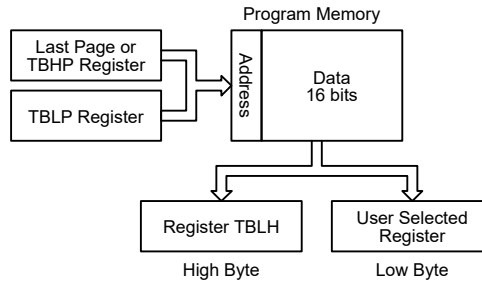 Program Memory
Last Page or
TBHP Register
TBLP Register
Address
Data
16 bits
Register TBLH
User Selected
Register
High Byte
Low Byte